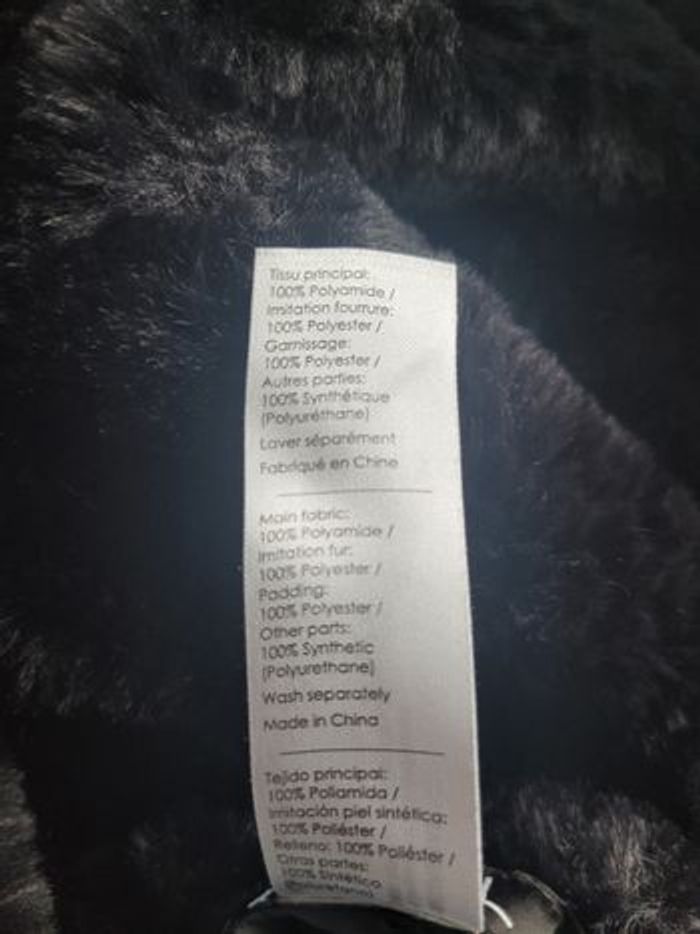 Tissu principal:
100% Polyamide /
Imitation fourrure:
100% Polyester /
Garnissage:
100% Polyester /
Autres parties:
100% Synthétique
(Polyuréthane)
Laver séparément
Fabriqué en Chine
Main fabric:
100% Polyamide /
Imitation fur:
100% Polyester /
Padding:
100% Polyester /
Other parts:
100% Synthetic
(Polyurethane)
Wash separately
Made in China
Tejido principal:
100% Poliamida /
Imitación piel sintética:
100% Poliéster /
Relleno: 100% Poliéster /
Otras partes:
100% Sintético